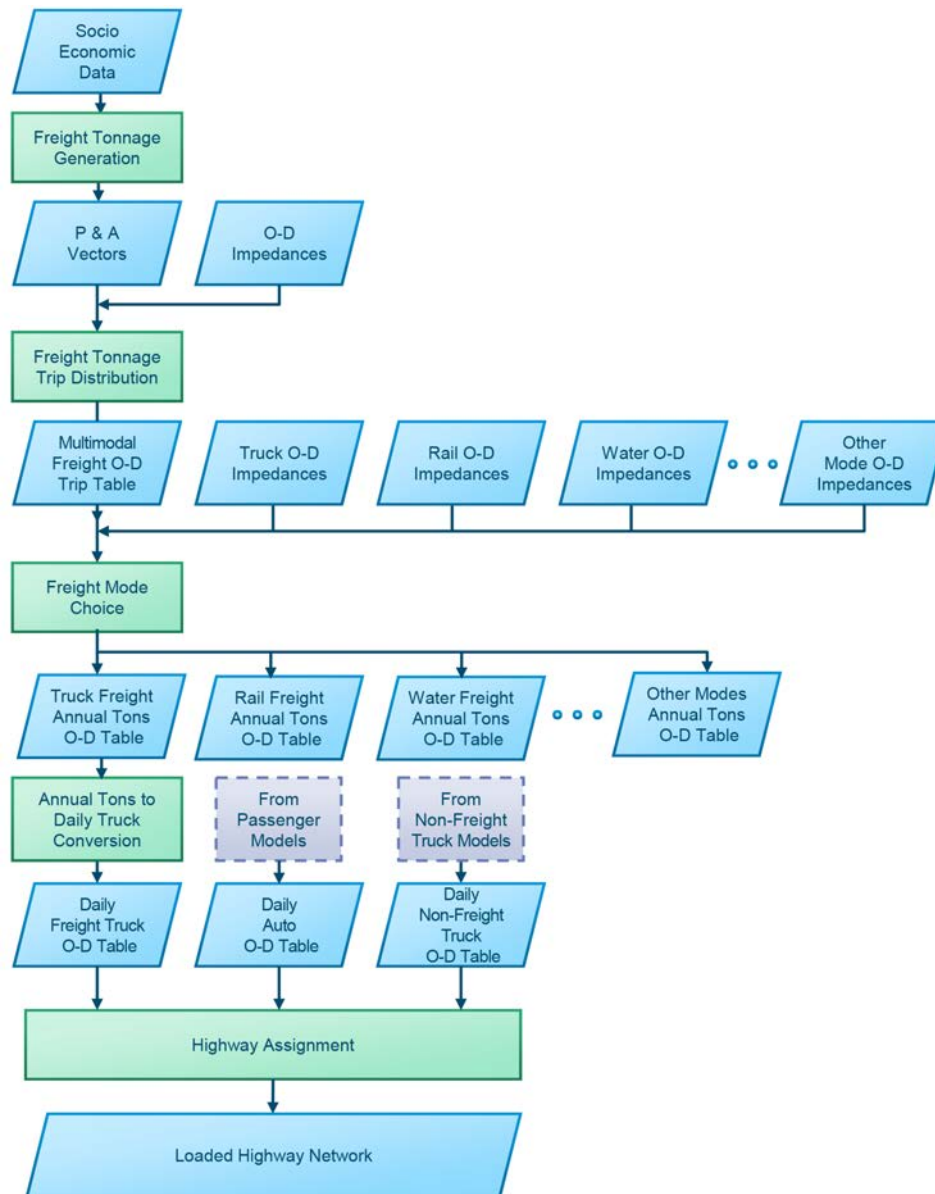 Socio
Economic
Data
Freight Tonnage
Generation
P & A
Vectors
O-D
Impedances
Freight Tonnage
Trip Distribution
Multimodal
Freight O-D
Trip Table
Truck O-D
Impedances
Rail O-D
Impedances
Water O-D
Impedances
Other
Mode O-D
Impedances
Freight Mode
Choice
Truck Freight
Annual Tons
O-D Table
Rail Freight
Annual Tons
O-D Table
Water Freight
Annual Tons
O-D Table
Other Modes
Annual Tons
O-D Table
Annual Tons to
Daily Truck
Conversion
From
Passenger
Models
From
Non-Freight
Truck Models
Daily
Freight Truck
O-D Table
Daily
Auto
O-D Table
Daily
Non-Freight
Truck
O-D Table
Highway Assignment
Loaded Highway Network